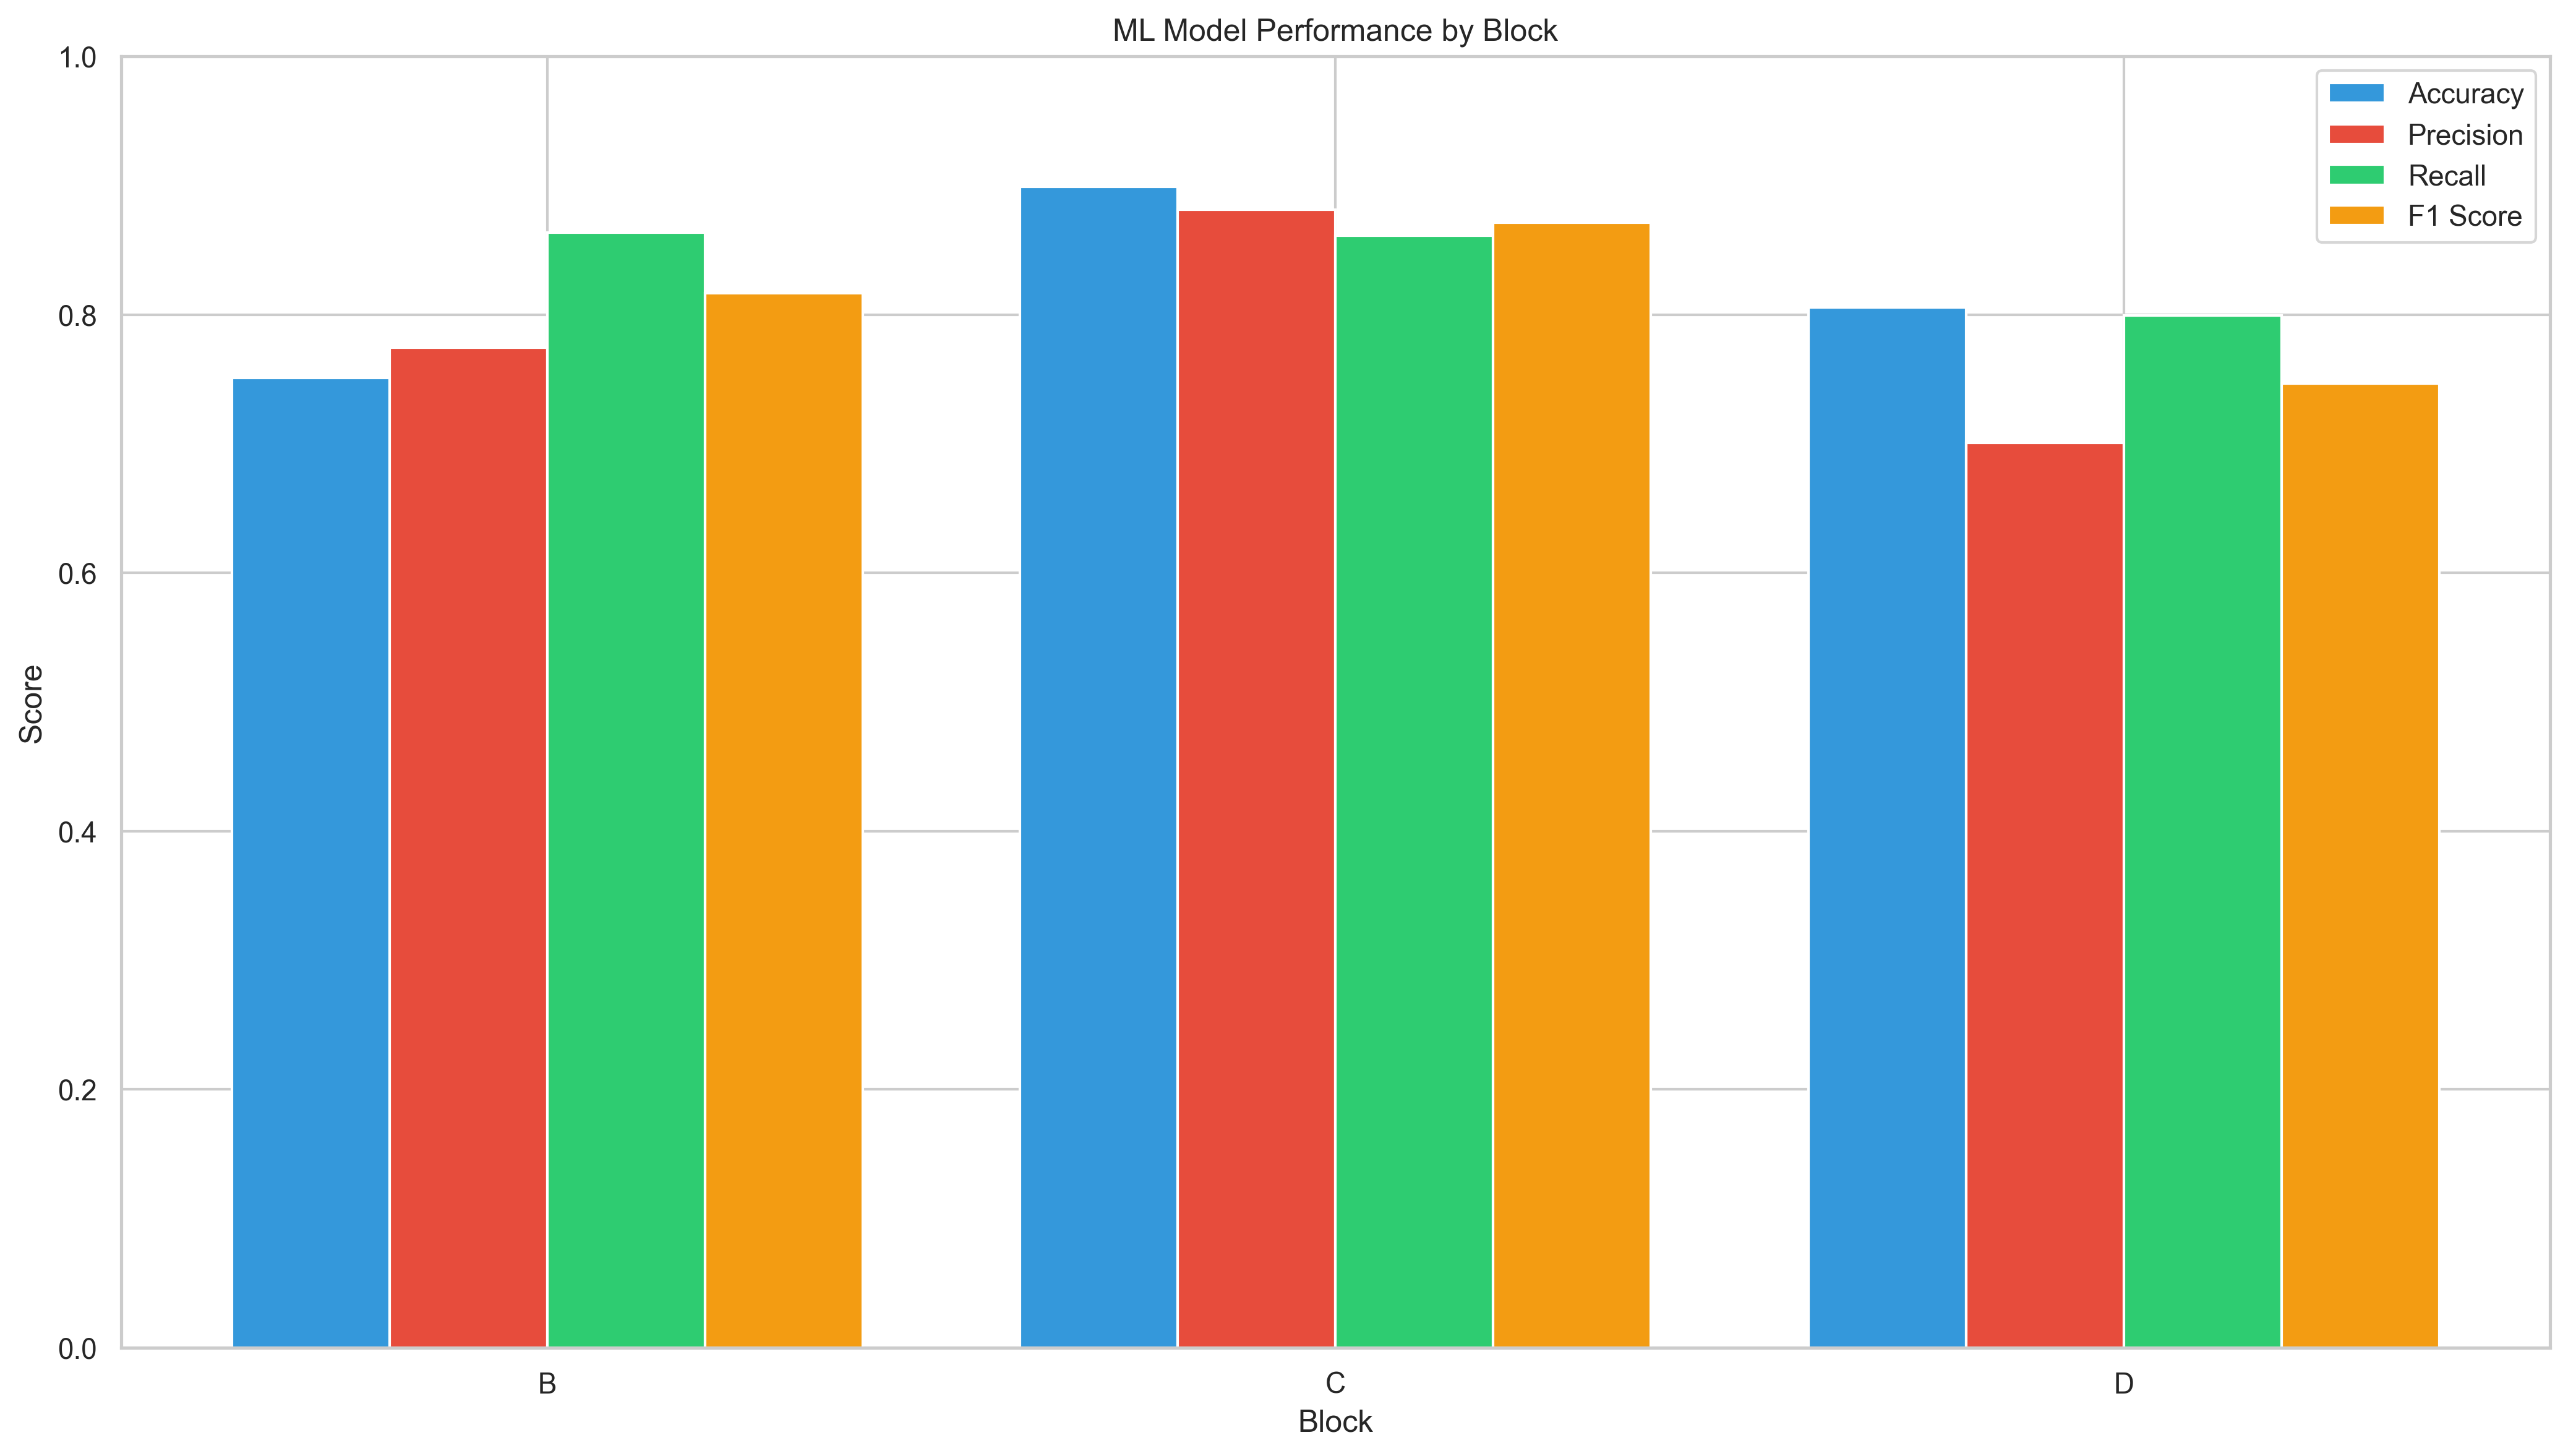 ML Model Performance by Block
1.0
0.8
0.6
0.4
0.2
0.0
Score
Accuracy
Precision
Recall
F1 Score
B
C
D
Block